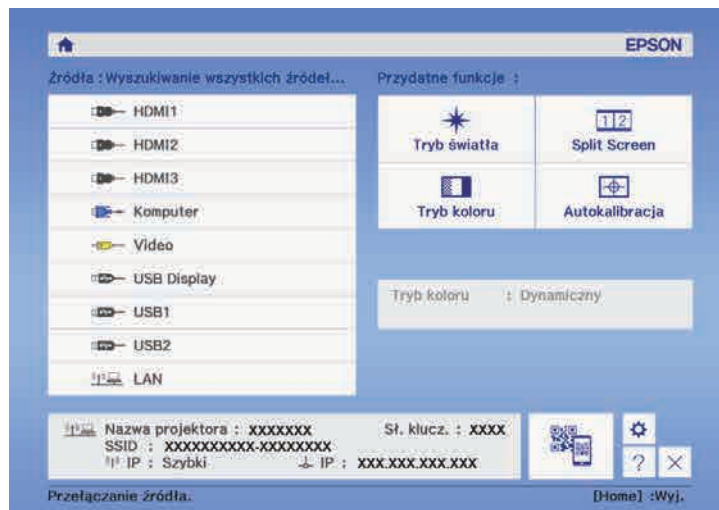 EPSON
Źródła : Wyszukiwanie wszystkich źródeł...
HDMI1
HDMI2
HDMI3
Komputer
Video
USB Display
USB1
USB2
LAN
Przydatne funkcje :
Tryb światła
1 2
Split Screen
Tryb koloru
Autokalibracja
Tryb koloru : Dynamiczny
Nazwa projektora : XXXXXXX
Sł. klucz. : XXXX
SSID : XXXXXXXXXX-XXXXXXXX
IP : Szybki
IP : XXX.XXX.XXX.XXX
?
Przełączanie źródła.
[Home] :Wyj.